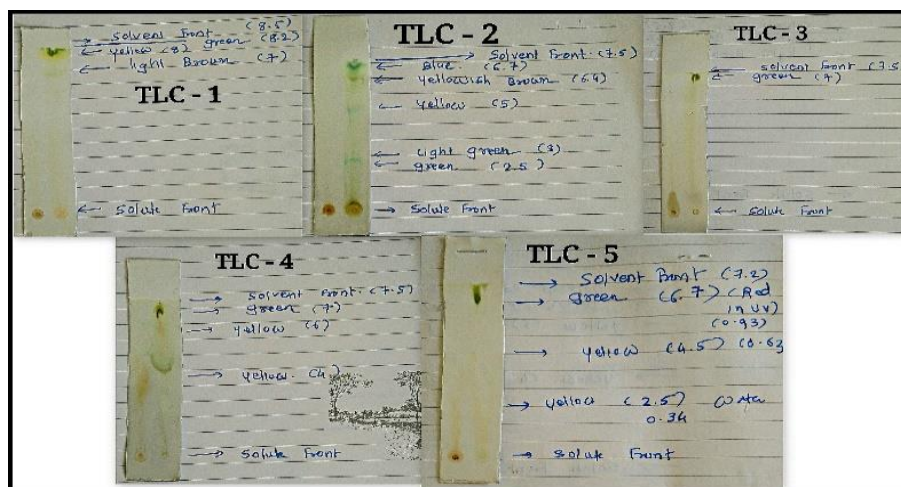 Solvent Front (8.5)
Yellow (8) green (8.2)
light Brown (7)
TLC - 1
TLC - 2
Solvent Front (7.5)
Blue (6.7)
Yellowish Brown (6.4)
Yellow (5)
light green (3)
green (2.5)
Solute Front
Solute Front
TLC - 3
Solvent Front (7.5
green (7)
Solute Front
TLC - 4
Solvent Front (7.5)
green (7)
Yellow (6)
Yellow (4)
Solute Front
TLC - 5
Solvent Front (7.2)
green (6.7) (Red
in UV)
(0.93)
Yellow (4.5) (0.63
Yellow (2.5)
0.34
Solute Front